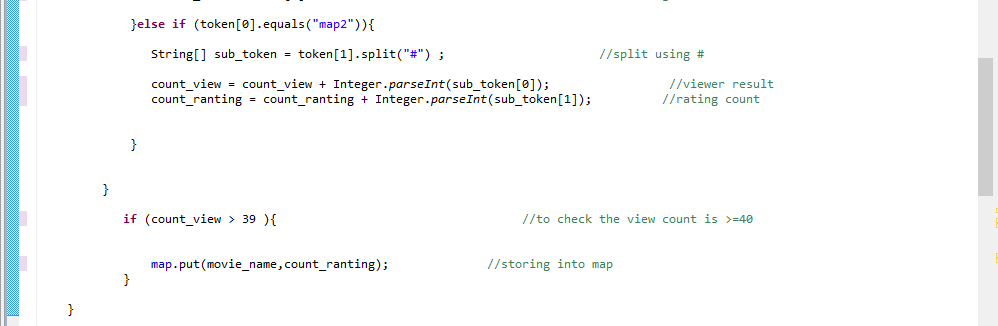 }else if (token[0].equals("map2")){
String[] sub_token = token[1].split("#") ; //split using #
count_view = count_view + Integer.parseInt(sub_token[0]); //viewer result
count_ranting = count_ranting + Integer.parseInt(sub_token[1]); //rating count
}
}
if (count_view > 39 ){ //to check the view count is >=40
map.put(movie_name,count_ranting); //storing into map
}
}